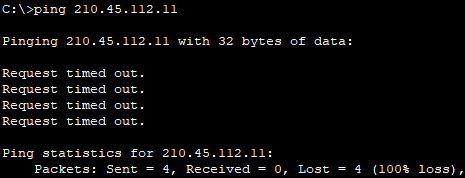 C:\>ping 210.45.112.11
Pinging 210.45.112.11 with 32 bytes of data:
Request timed out.
Request timed out.
Request timed out.
Request timed out.
Ping statistics for 210.45.112.11:
Packets: Sent = 4, Received = 0, Lost = 4 (100% loss),